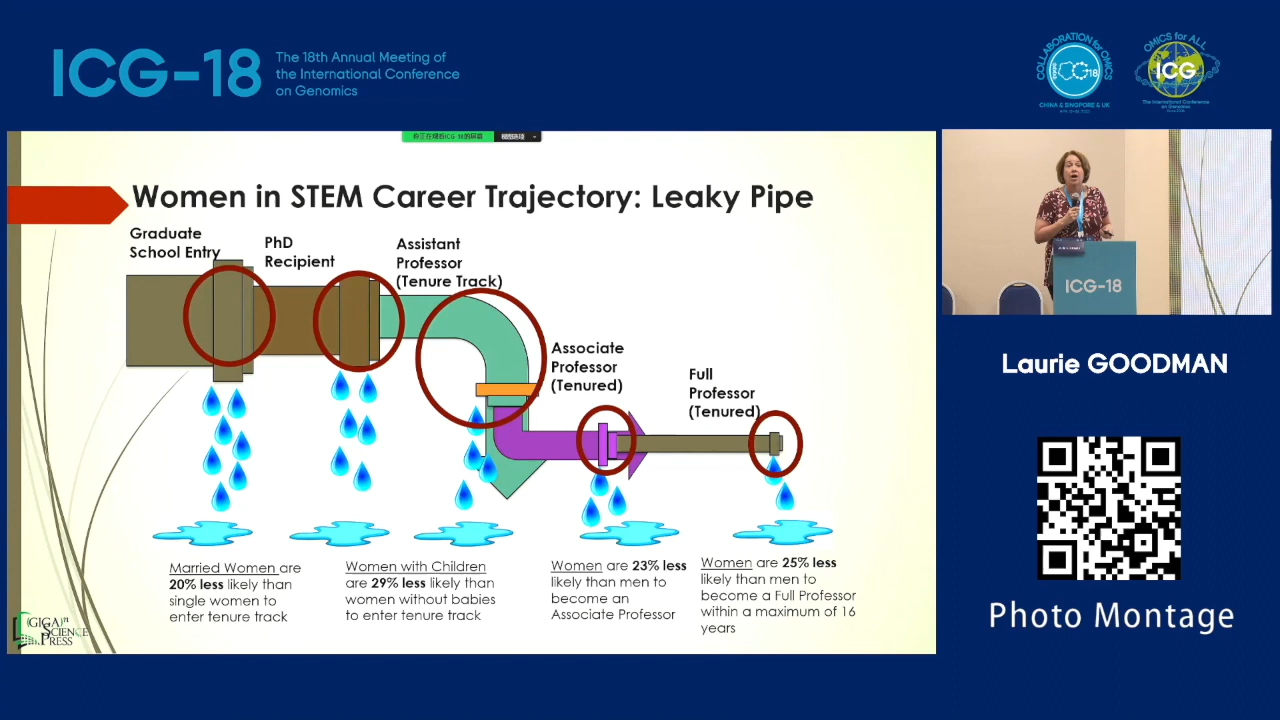 ICG-18
The 18th Annual Meeting of
the International Conference
on Genomics
COLLABORATION for OMICS
ICG18
CHINA & SINGPORE & UK
OMICS for ALL
ICG
The International Conference
on Genomics
Women in STEM Career Trajectory: Leaky Pipe
Graduate
School Entry
PhD
Recipient
Assistant
Professor
(Tenure Track)
Associate
Professor
(Tenured)
Full
Professor
(Tenured)
Married Women are
20% less likely than
single women to
enter tenure track
Women with Children
are 29% less likely than
women without babies
to enter tenure track
Women are 23% less
likely than men to
become an
Associate Professor
Women are 25% less
likely than men to
become a Full Professor
within a maximum of 16
years
(GIGA)n
SCIENCE
PRESS
ICG-18
Laurie GOODMAN
Photo Montage